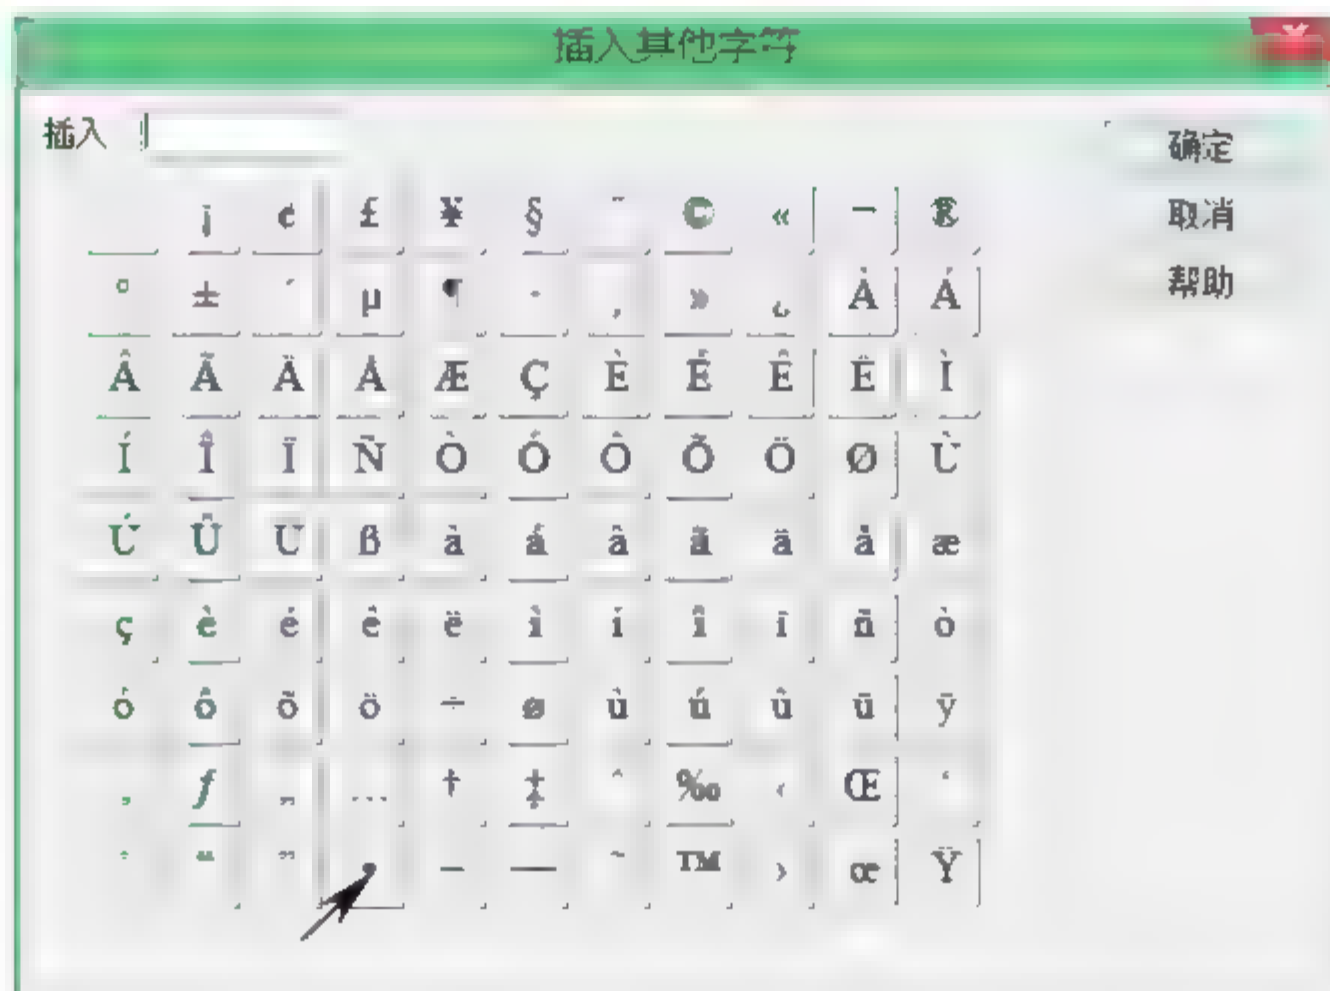 插入其他字符
插入
确定
取消
帮助
¡ ¢ £ ¥ § ¨ © « ¬ ®
° ± ´ µ ¶ · ¸ » ¿ À Á
Â Ã Ä Å Æ Ç È É Ê Ë Ì
Í Î Ï Ñ Ò Ó Ô Õ Ö Ø Ù
Ú Û Ü ß à á â ã ä å æ
ç è é ê ë ì í î ï ñ ò
ó ô õ ö ÷ ø ù ú û ü ÿ
‚ ƒ „ … † ‡ ˆ ‰ ‹ Œ ‘
’ “ ” • – — ˜ ™ › œ Ÿ